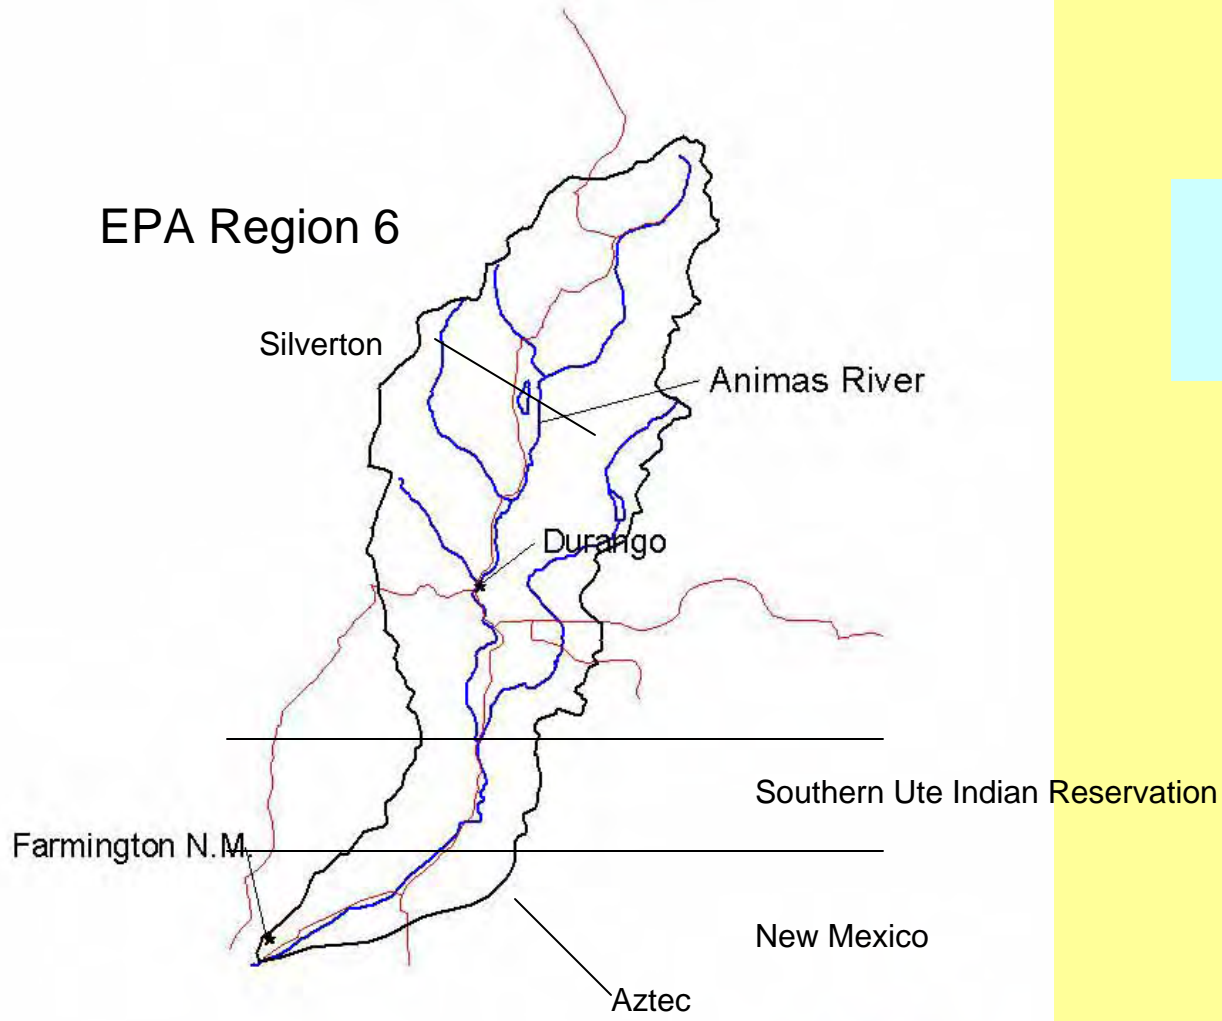 EPA Region 6
Silverton
Animas River
Durango
Southern Ute Indian Reservation
Farmington N.M.
New Mexico
Aztec